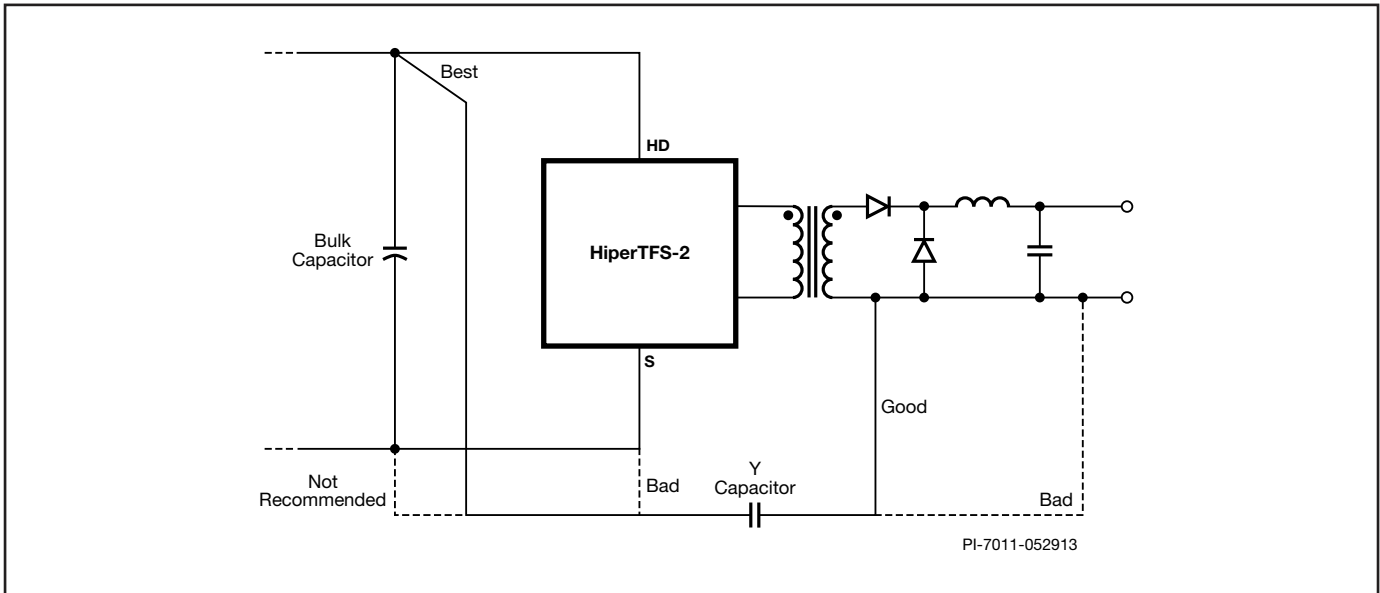 Best
HD
Bulk
Capacitor
HiperTFS-2
S
Good
Not
Recommended
Bad
Y
Capacitor
Bad
PI-7011-052913